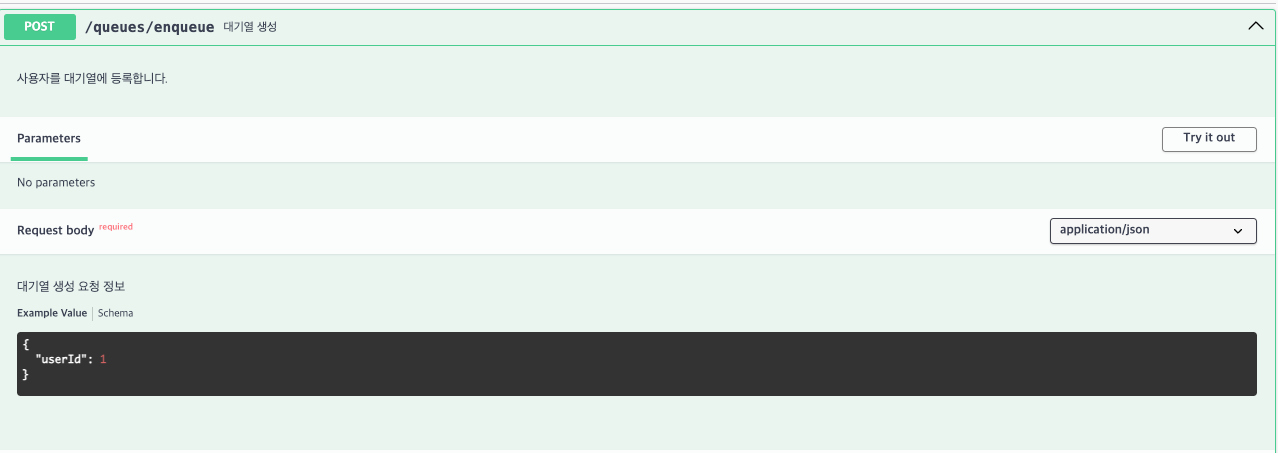 POST /queues/enqueue 대기열 생성
사용자를 대기열에 등록합니다.
Parameters Try it out
No parameters
Request body required application/json
대기열 생성 요청 정보
Example Value Schema
{
"userId": 1
}